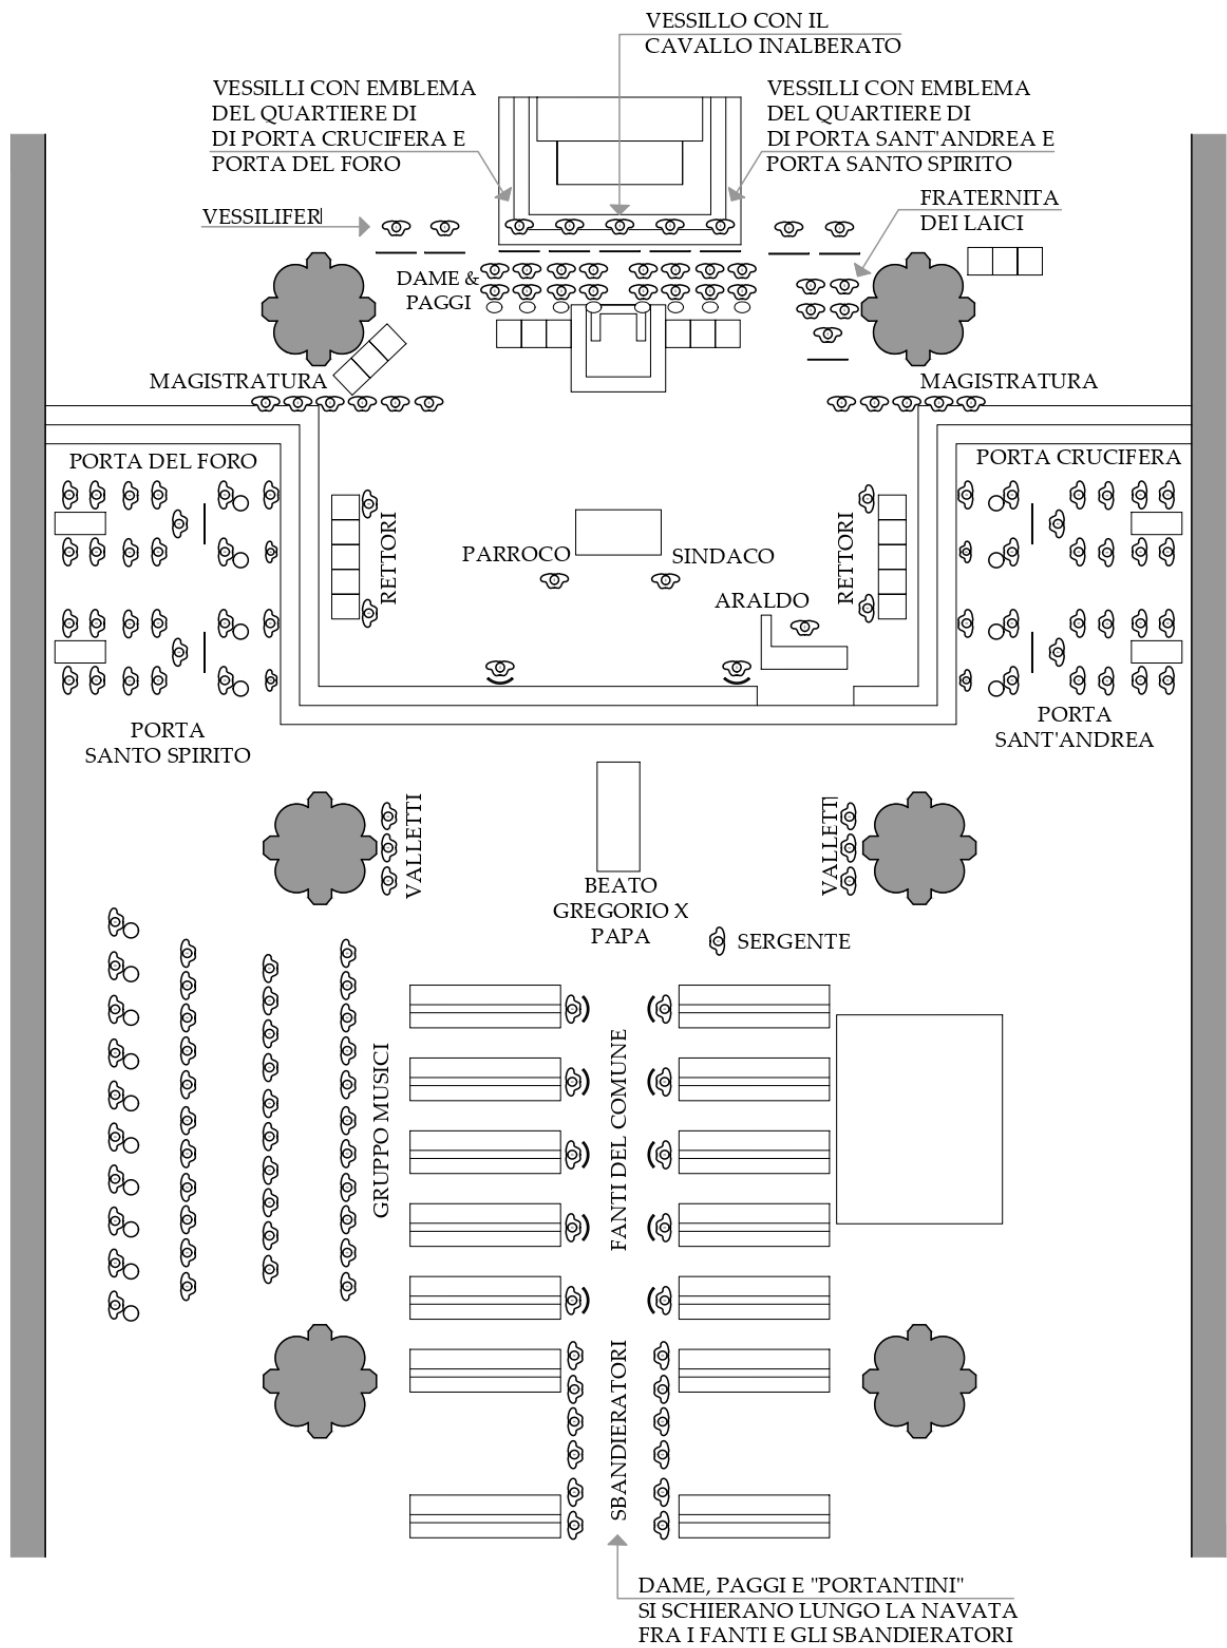 VESSILLO CON IL
CAVALLO INALBERATO
VESSILLI CON EMBLEMA
DEL QUARTIERE DI
DI PORTA CRUCIFERA E
PORTA DEL FORO
VESSILLI CON EMBLEMA
DEL QUARTIERE DI
DI PORTA SANT'ANDREA E
PORTA SANTO SPIRITO
VESSILIFERI
FRATERNITA
DEI LAICI
DAME &
PAGGI
MAGISTRATURA
MAGISTRATURA
PORTA DEL FORO
PORTA CRUCIFERA
RETTORI
PARROCO
SINDACO
RETTORI
ARALDO
PORTA
SANTO SPIRITO
PORTA
SANT'ANDREA
VALLETTI
VALLETTI
BEATO
GREGORIO X
PAPA
SERGENTE
GRUPPO MUSICI
FANTI DEL COMUNE
SBANDIERATORI
DAME, PAGGI E "PORTANTINI"
SI SCHIERANO LUNGO LA NAVATA
FRA I FANTI E GLI SBANDIERATORI